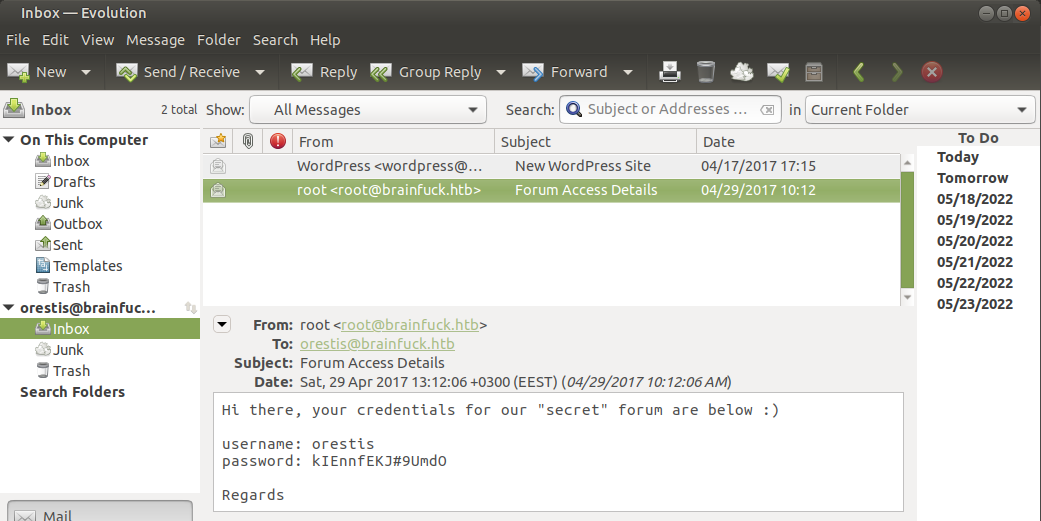 Inbox — Evolution
File Edit View Message Folder Search Help
New Send / Receive Reply Group Reply Forward
Inbox 2 total Show: All Messages Search: Subject or Addresses ... in Current Folder
On This Computer
Inbox
Drafts
Junk
Outbox
Sent
Templates
Trash
orestis@brainfuc...
Inbox
Junk
Trash
Search Folders
Mail
From Subject Date
WordPress <wordpress@... New WordPress Site 04/17/2017 17:15
root <root@brainfuck.htb> Forum Access Details 04/29/2017 10:12
From: root <root@brainfuck.htb>
To: orestis@brainfuck.htb
Subject: Forum Access Details
Date: Sat, 29 Apr 2017 13:12:06 +0300 (EEST) (04/29/2017 10:12:06 AM)
Hi there, your credentials for our "secret" forum are below :)
username: orestis
password: kIEnnfEKJ#9UmdO
Regards
To Do
Today
Tomorrow
05/18/2022
05/19/2022
05/20/2022
05/21/2022
05/22/2022
05/23/2022